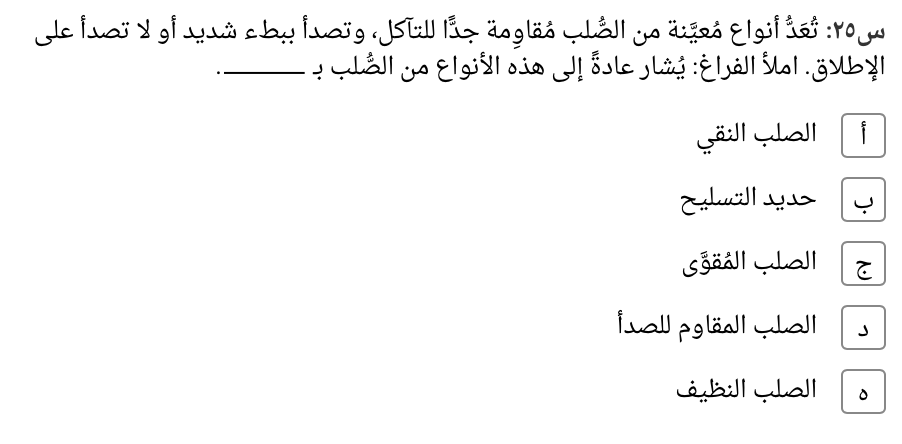 س٢٥: تُعَدُّ أنواع مُعيَّنة من الصُّلب مُقاوِمة جدًّا للتآكل، وتصدأ ببطء شديد أو لا تصدأ على
الإطلاق. املأ الفراغ: يُشار عادةً إلى هذه الأنواع من الصُّلب بـ ________.
أ الصلب النقي
ب حديد التسليح
ج الصلب المُقوَّى
د الصلب المقاوم للصدأ
ه الصلب النظيف